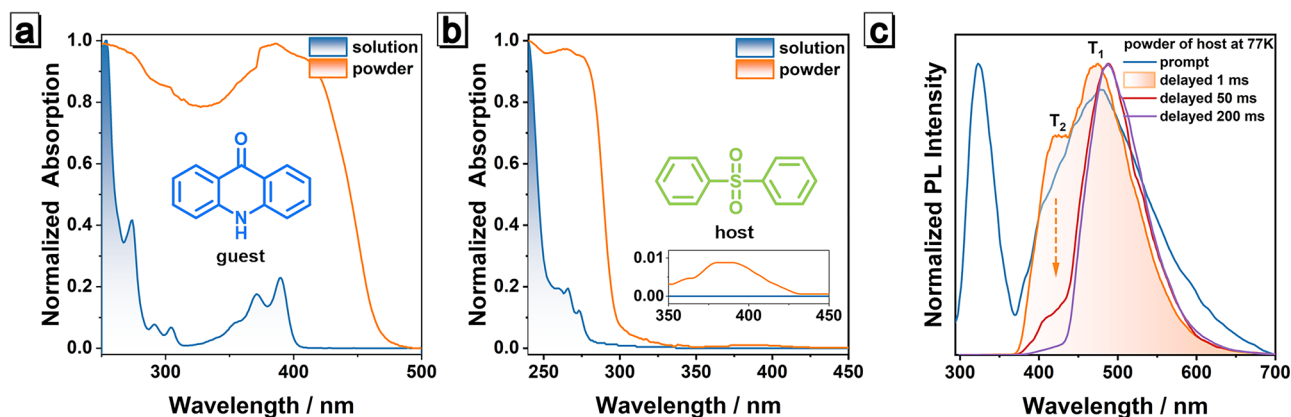 a
Normalized Absorption
1.0
0.8
0.6
0.4
0.2
0.0
solution
powder
O
N
H
guest
300
400
500
Wavelength / nm
b
Normalized Absorption
1.0
0.8
0.6
0.4
0.2
0.0
solution
powder
O
S
O
host
0.01
0.00
350
400
450
240
270
300
350
400
450
Wavelength / nm
c
Normalized PL Intensity
powder of host at 77K
prompt
delayed 1 ms
delayed 50 ms
delayed 200 ms
T1
T2
300
400
500
600
700
Wavelength / nm